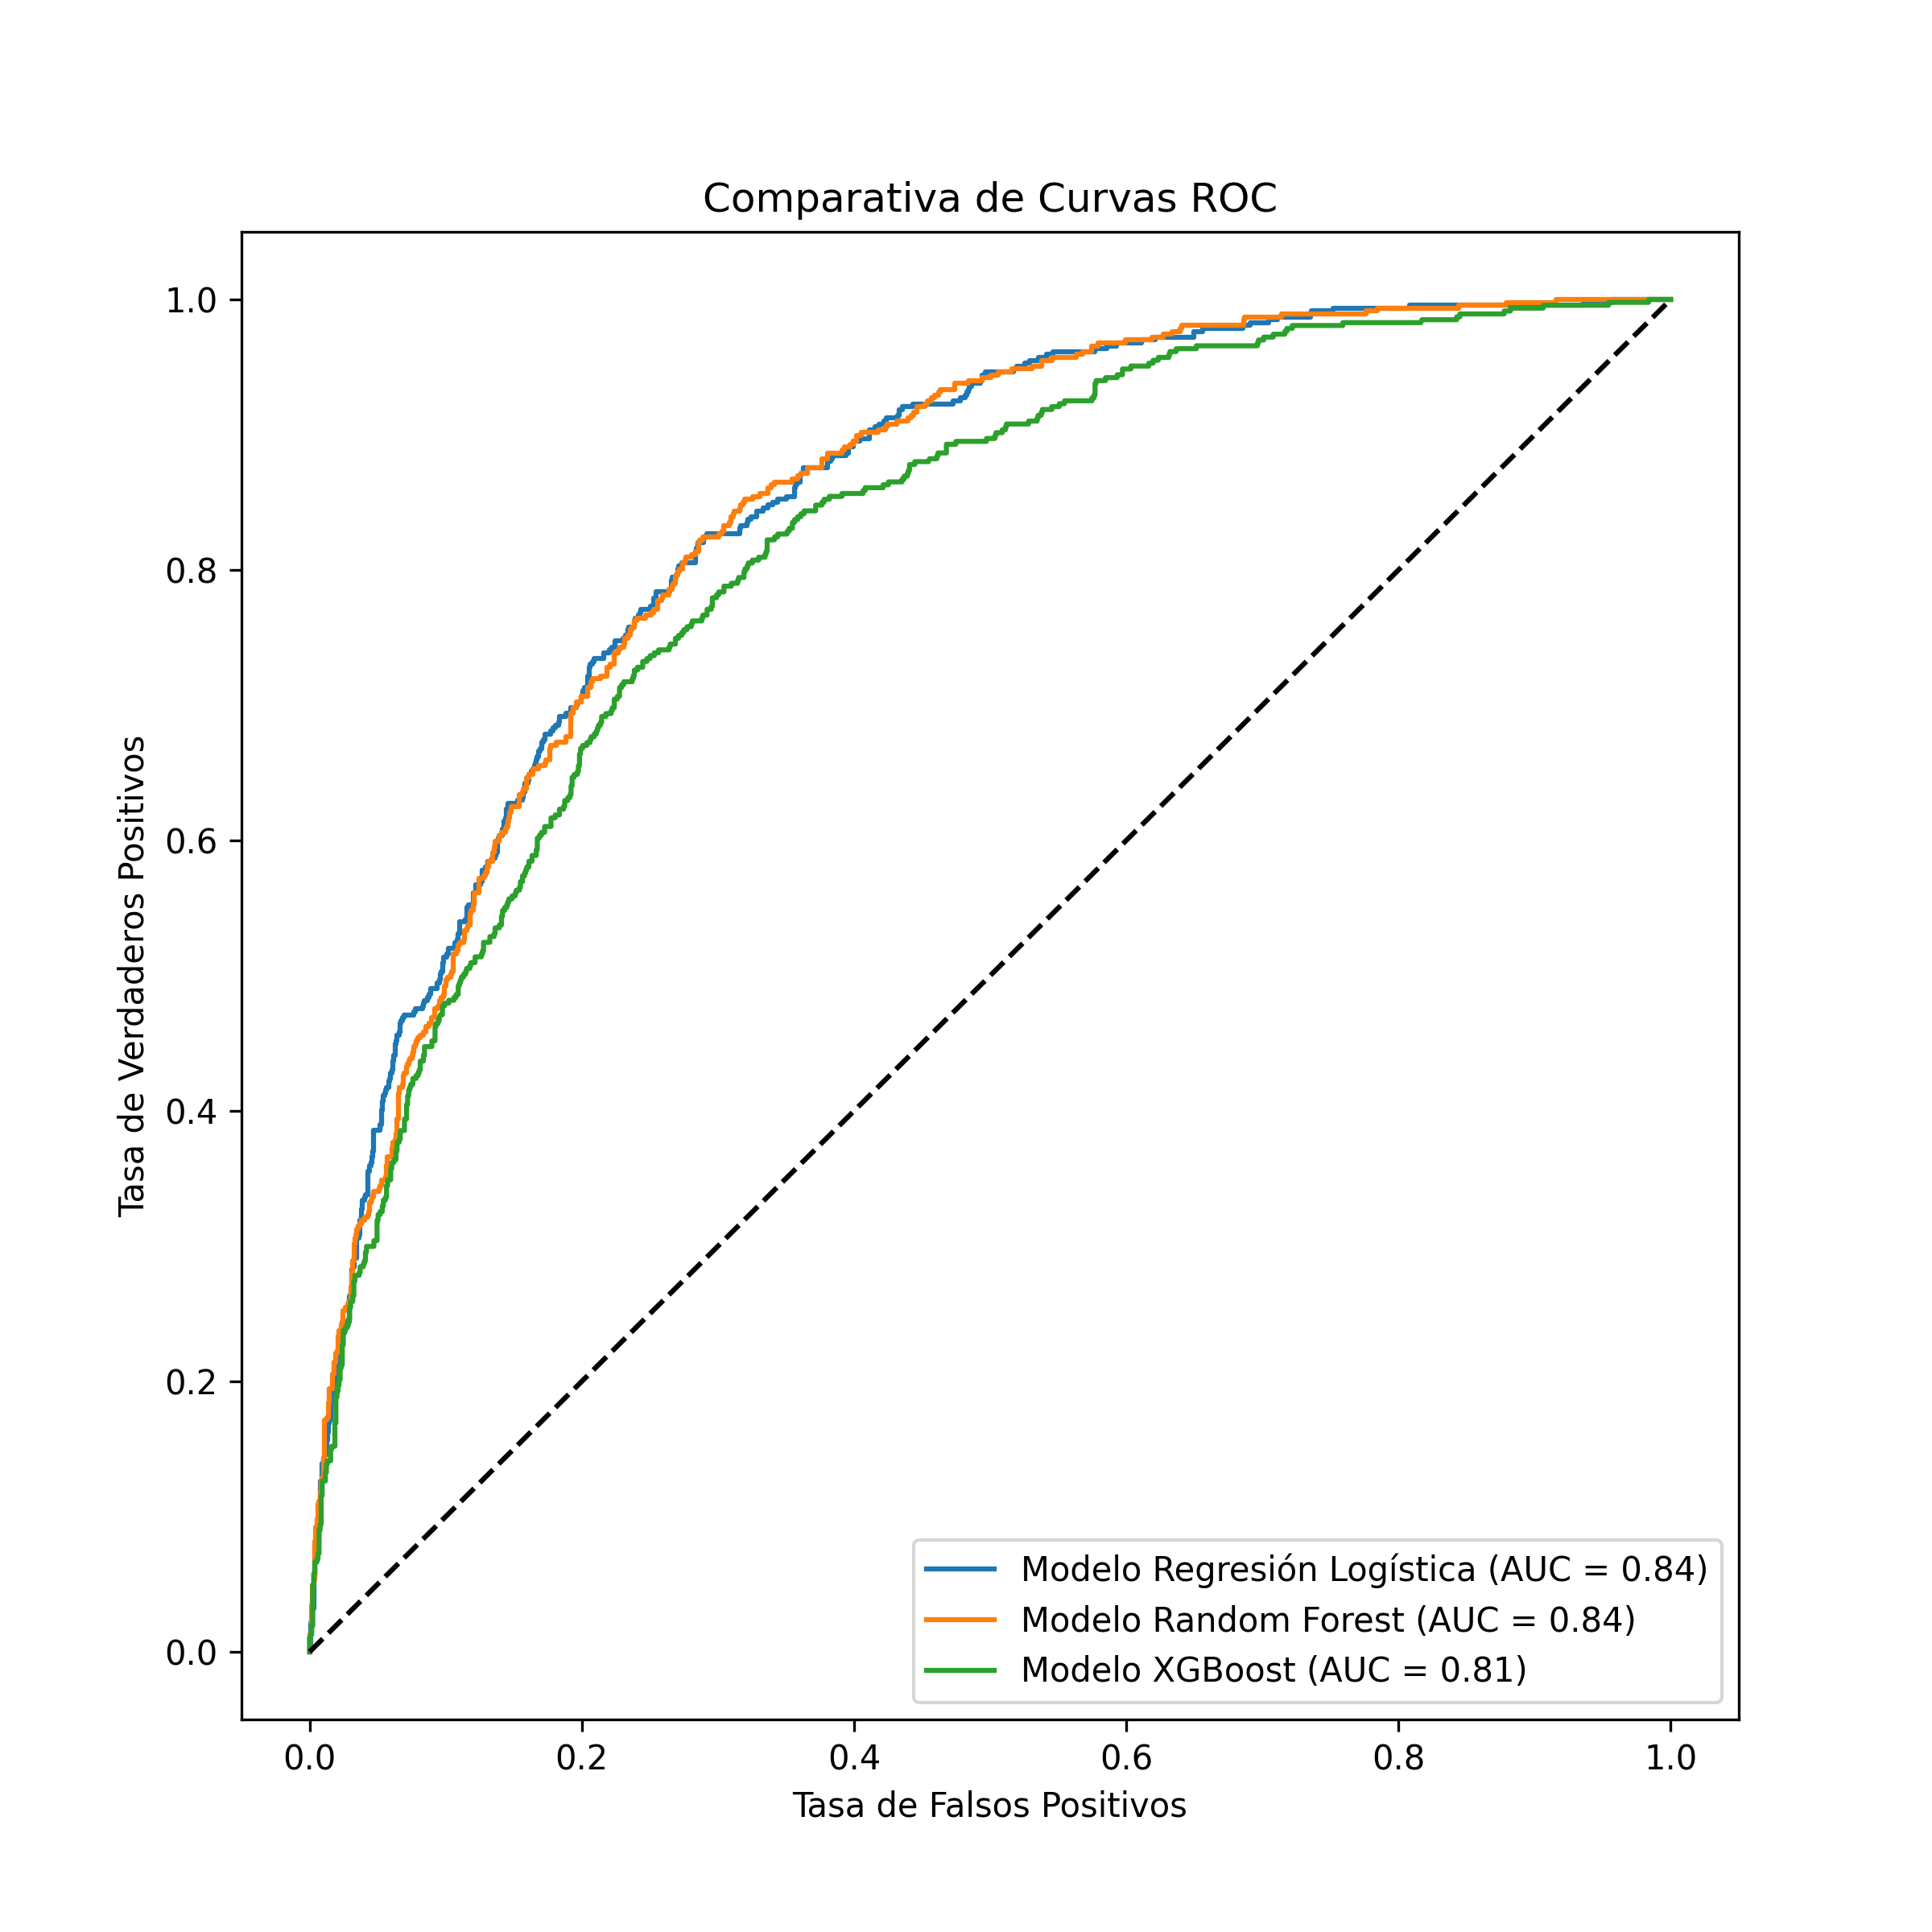 Comparativa de Curvas ROC
Tasa de Verdaderos Positivos
1.0
0.8
0.6
0.4
0.2
0.0
Modelo Regresión Logística (AUC = 0.84)
Modelo Random Forest (AUC = 0.84)
Modelo XGBoost (AUC = 0.81)
0.0 0.2 0.4 0.6 0.8 1.0
Tasa de Falsos Positivos